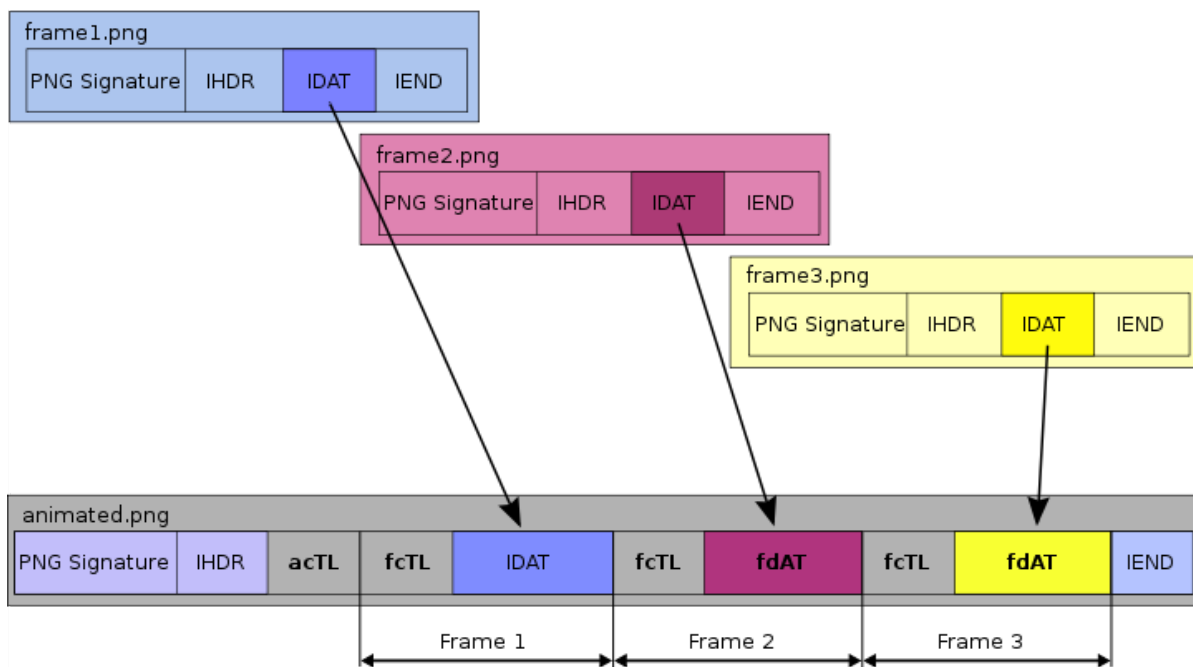 frame1.png
PNG Signature IHDR IDAT IEND
frame2.png
PNG Signature IHDR IDAT IEND
frame3.png
PNG Signature IHDR IDAT IEND
animated.png
PNG Signature IHDR acTL fcTL IDAT fcTL fdAT fcTL fdAT IEND
Frame 1 Frame 2 Frame 3